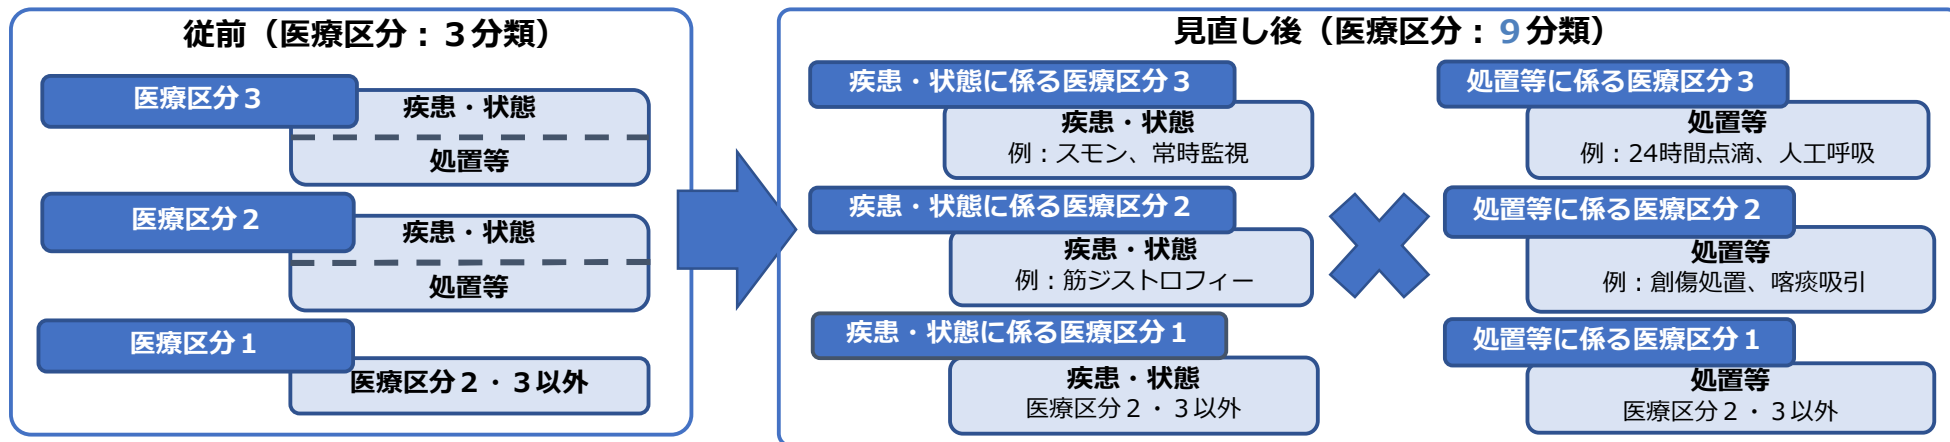 従前（医療区分：３分類）
医療区分３
疾患・状態
処置等
医療区分２
疾患・状態
処置等
医療区分１
医療区分２・３以外
見直し後（医療区分：９分類）
疾患・状態に係る医療区分３
疾患・状態
例：スモン、常時監視
疾患・状態に係る医療区分２
疾患・状態
例：筋ジストロフィー
疾患・状態に係る医療区分１
疾患・状態
医療区分２・３以外
処置等に係る医療区分３
処置等
例：24時間点滴、人工呼吸
処置等に係る医療区分２
処置等
例：創傷処置、喀痰吸引
処置等に係る医療区分１
処置等
医療区分２・３以外